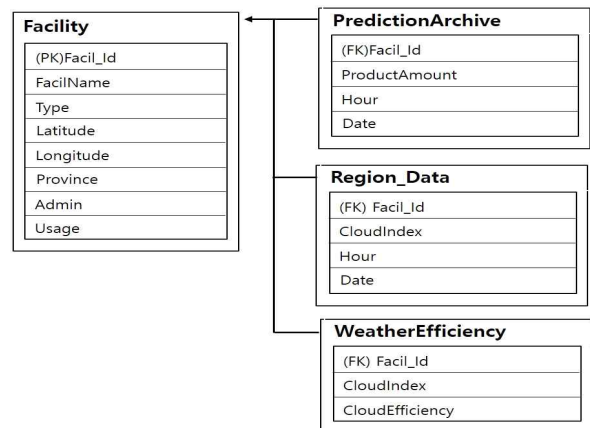 Facility
(PK)Facil_Id
FacilName
Type
Latitude
Longitude
Province
Admin
Usage
PredictionArchive
(FK)Facil_Id
ProductAmount
Hour
Date
Region_Data
(FK) Facil_Id
CloudIndex
Hour
Date
WeatherEfficiency
(FK) Facil_Id
CloudIndex
CloudEfficiency